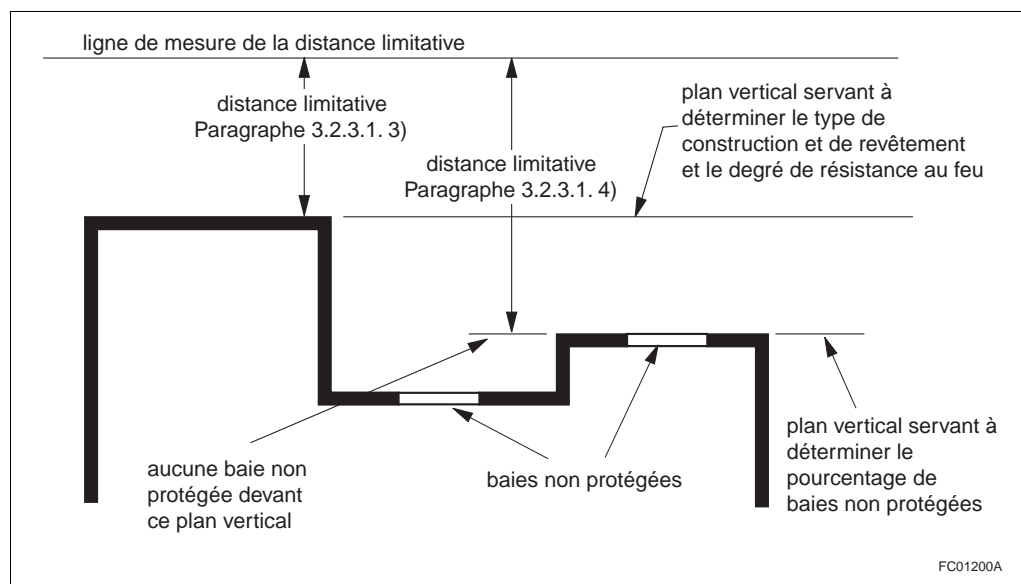 ligne de mesure de la distance limitative
distance limitative
Paragraphe 3.2.3.1. 3)
distance limitative
Paragraphe 3.2.3.1. 4)
plan vertical servant à
déterminer le type de
construction et de revêtement
et le degré de résistance au feu
aucune baie non
protégée devant
ce plan vertical
baies non protégées
plan vertical servant à
déterminer le
pourcentage de
baies non protégées
FC01200A